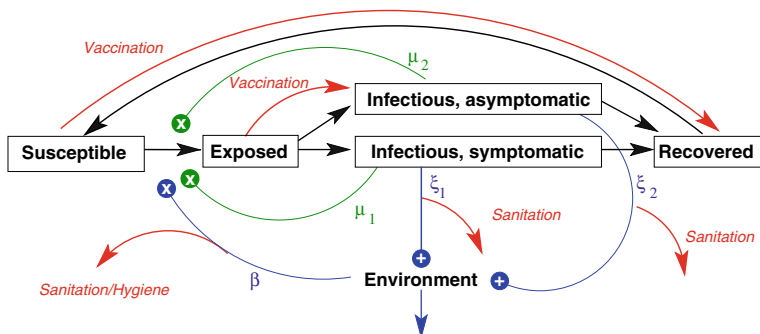 Vaccination
μ2
Vaccination
Infectious, asymptomatic
x
Susceptible
Exposed
Infectious, symptomatic
Recovered
x
x
ξ1
ξ2
μ1
Sanitation
Sanitation
+
Sanitation/Hygiene
β
Environment
+